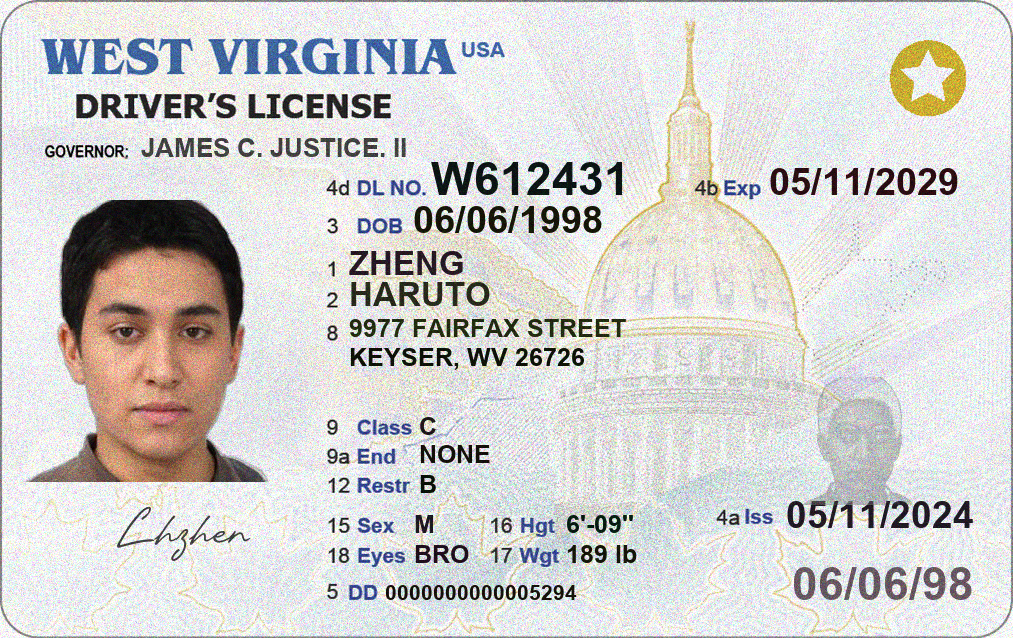 WEST VIRGINIA USA
DRIVER'S LICENSE
GOVERNOR: JAMES C. JUSTICE. II
4d DL NO. W612431 4b Exp 05/11/2029
3 DOB 06/06/1998
1 ZHENG
2 HARUTO
8 9977 FAIRFAX STREET
KEYSER, WV 26726
9 Class C
9a End NONE
12 Restr B
15 Sex M 16 Hgt 6'-09" 4a Iss 05/11/2024
18 Eyes BRO 17 Wgt 189 lb
5 DD 0000000000005294
06/06/98
Chzhen